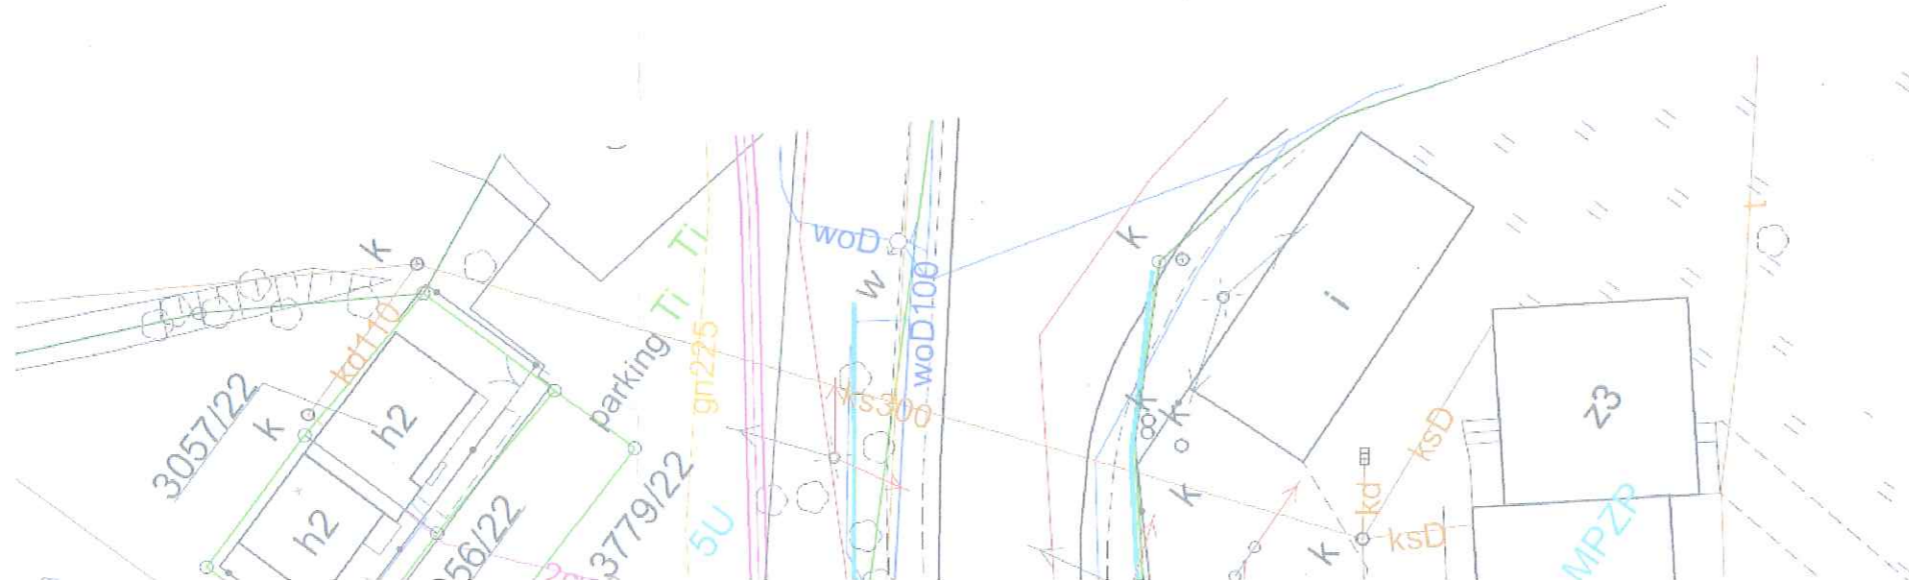 k
woD
Ti
t
k
w
Ti
woD100
i
kd110
gn225
parking
ks300
k
k
z3
3057/22
k
h2
ksD
k
kd
3779/22
5U
h2
56/22
k
ksD
MPZP